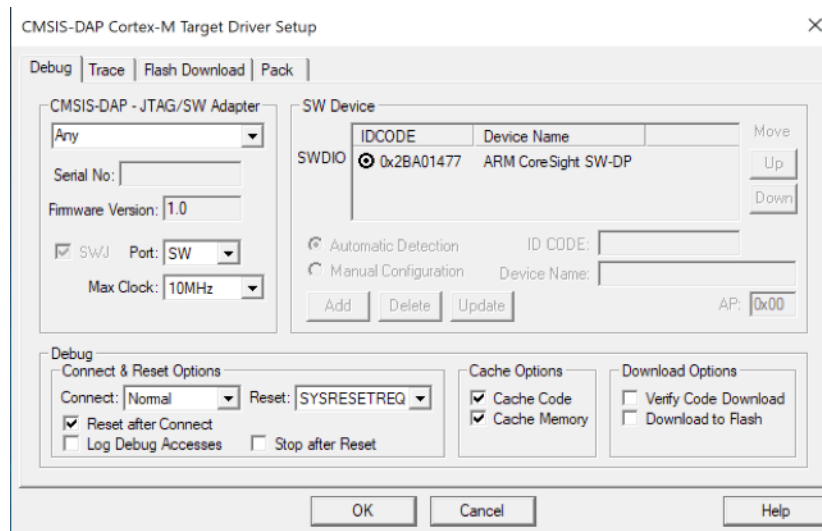 CMSIS-DAP Cortex-M Target Driver Setup
Debug Trace Flash Download Pack
CMSIS-DAP - JTAG/SW Adapter
Any
Serial No:
Firmware Version: 1.0
SWJ Port: SW
Max Clock: 10MHz
SW Device
IDCODE Device Name
SWDIO 0x2BA01477 ARM CoreSight SW-DP
Move
Up
Down
Automatic Detection ID CODE:
Manual Configuration Device Name:
Add Delete Update AP: 0x00
Debug
Connect & Reset Options
Connect: Normal Reset: SYSRESETREQ
Reset after Connect
Log Debug Accesses Stop after Reset
Cache Options
Cache Code
Cache Memory
Download Options
Verify Code Download
Download to Flash
OK Cancel Help